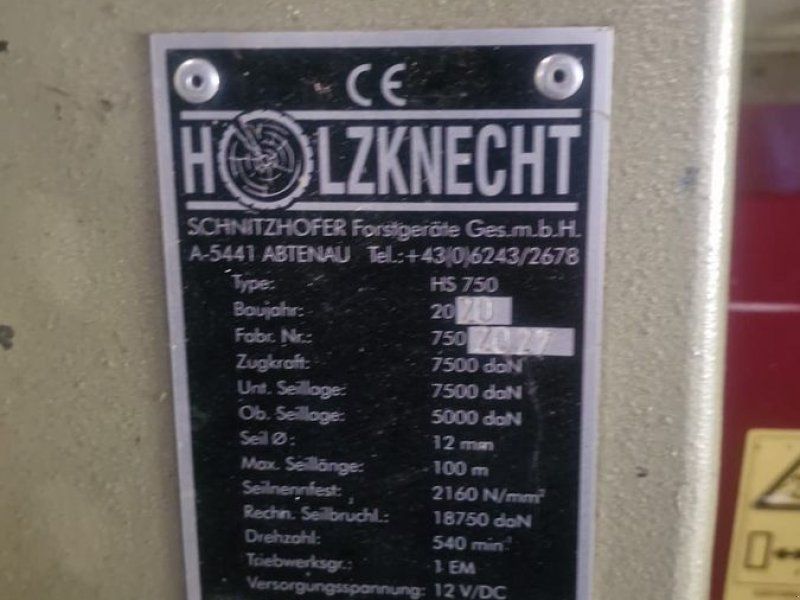 CE
HOLZKNECHT
SCHNITZHOFER Forstgeräte Ges.m.b.H.
A-5441 ABTENAU Tel.:+43(0)6243/2678
Type: HS 750
Baujahr: 2020
Fabr. Nr.: 750 2027
Zugkraft: 7500 daN
Unt. Seillage: 7500 daN
Ob. Seillage: 5000 daN
Seil Ø: 12 mm
Max. Seillänge: 100 m
Seilnennfest.: 2160 N/mm²
Rechn. Seilbruchl.: 18750 daN
Drehzahl: 540 min⁻¹
Triebwerksgr.: 1 EM
Versorgungsspannung: 12 V/DC